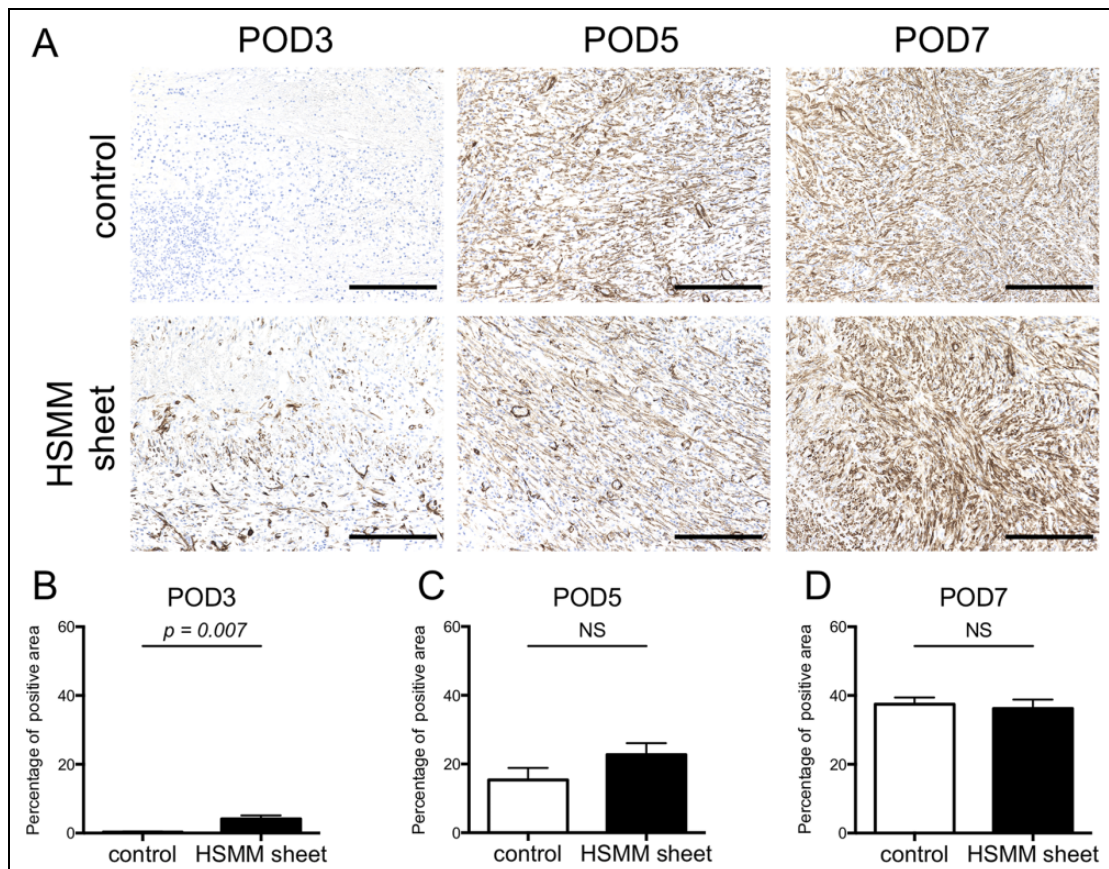 A
POD3 POD5 POD7
control
HSMM
sheet
B
POD3
Percentage of positive area
60
40
20
0
p = 0.007
control HSMM sheet
C
POD5
Percentage of positive area
60
40
20
0
NS
control HSMM sheet
D
POD7
Percentage of positive area
60
40
20
0
NS
control HSMM sheet